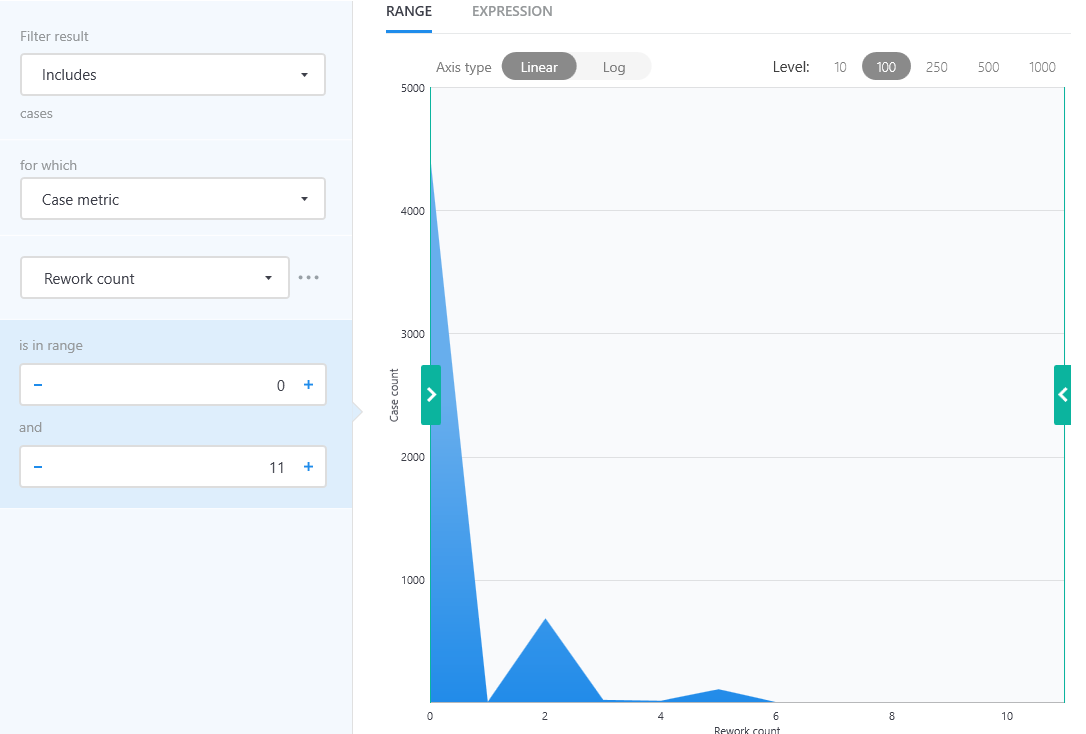 Filter result
Includes
cases
for which
Case metric
Rework count
is in range
0
and
11
RANGE EXPRESSION
Axis type Linear Log Level: 10 100 250 500 1000
5000
4000
3000
2000
1000
Case count
0 2 4 6 8 10
Rework count